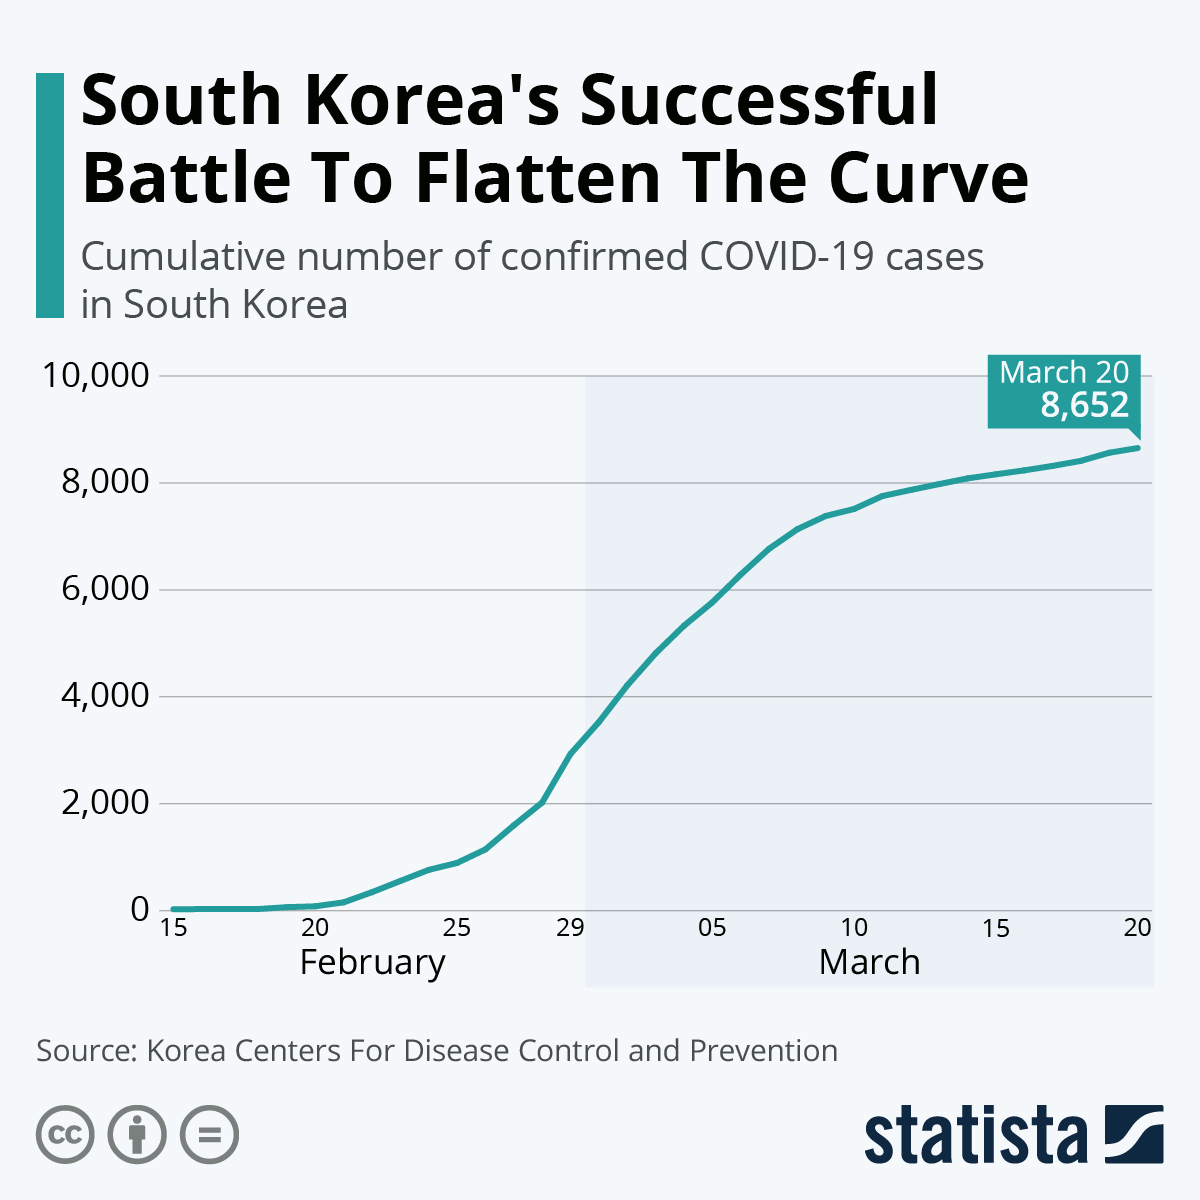 South Korea's Successful
Battle To Flatten The Curve
Cumulative number of confirmed COVID-19 cases
in South Korea
10,000
March 20
8,652
8,000
6,000
4,000
2,000
0
15 20 25 29 05 10 15 20
February March
Source: Korea Centers For Disease Control and Prevention
cc
statista